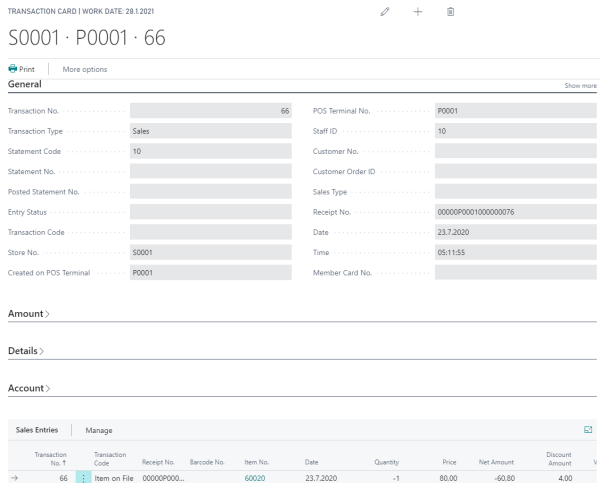 TRANSACTION CARD | WORK DATE: 28.1.2021
S0001 · P0001 · 66
Print More options
General Show more
Transaction No. 66 POS Terminal No. P0001
Transaction Type Sales Staff ID 10
Statement Code 10 Customer No.
Statement No. Customer Order ID
Posted Statement No. Sales Type
Entry Status Receipt No. 00000P0001000000076
Transaction Code Date 23.7.2020
Store No. S0001 Time 05:11:55
Created on POS Terminal P0001 Member Card No.
Amount >
Details >
Account >
Sales Entries Manage
Transaction No. ↑ Transaction Code Receipt No. Barcode No. Item No. Date Quantity Price Net Amount Discount Amount V
→ 66 Item on File 00000P000... 60020 23.7.2020 -1 80,00 -60,80 4,00